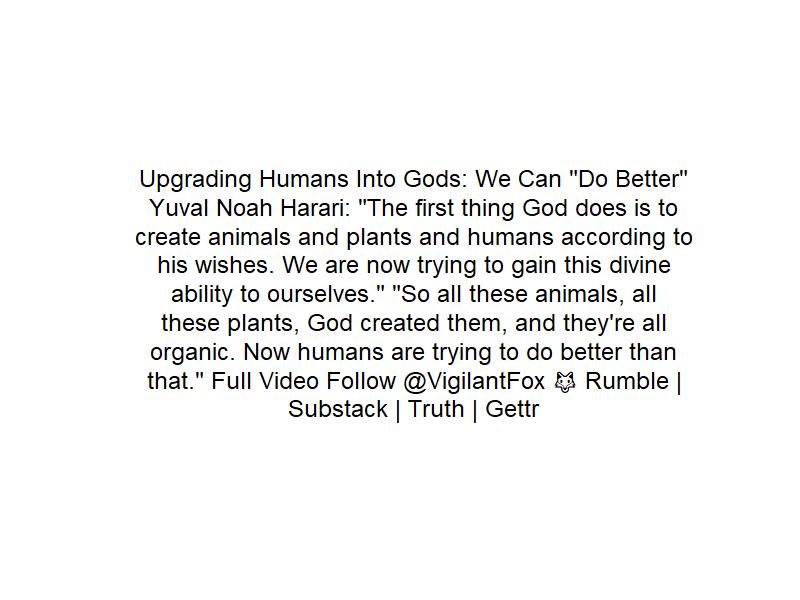 Upgrading Humans Into Gods: We Can "Do Better"
Yuval Noah Harari: "The first thing God does is to
create animals and plants and humans according to
his wishes. We are now trying to gain this divine
ability to ourselves." "So all these animals, all
these plants, God created them, and they're all
organic. Now humans are trying to do better than
that." Full Video Follow @VigilantFox 🦊 Rumble |
Substack | Truth | Gettr